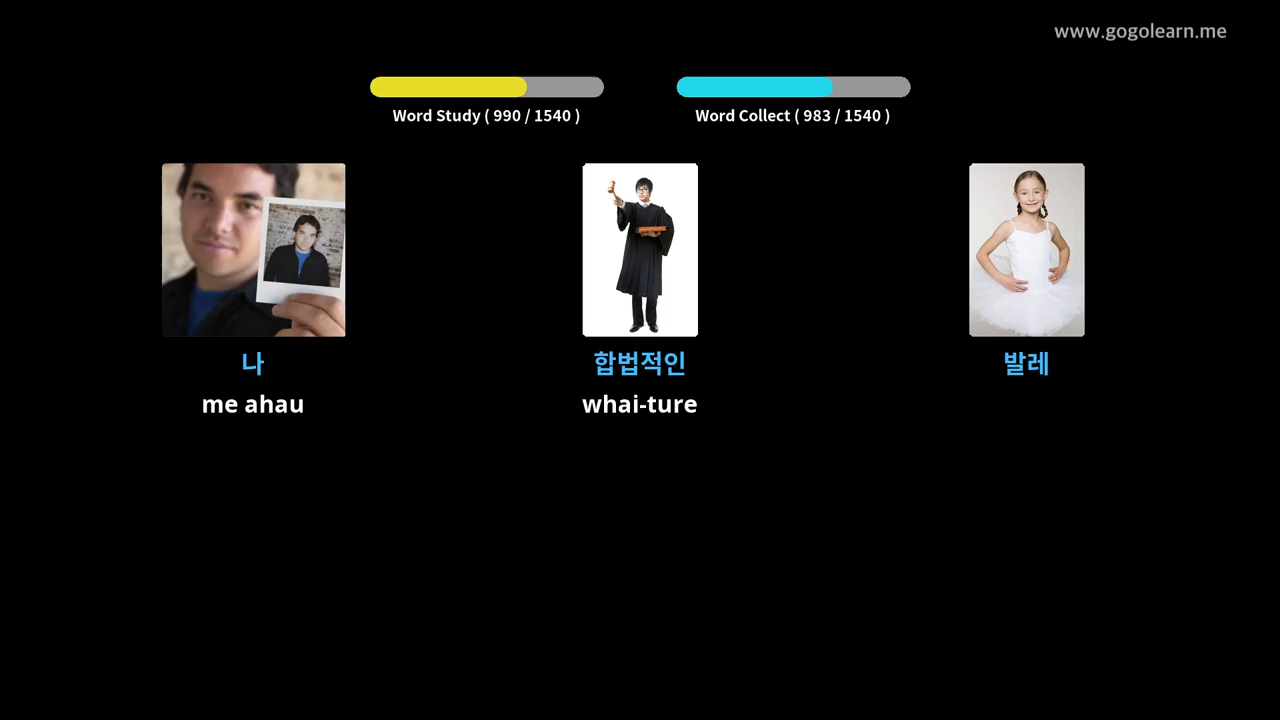 www.gogolearn.me
Word Study ( 990 / 1540 )
Word Collect ( 983 / 1540 )
나
합법적인
발레
me ahau
whai-ture